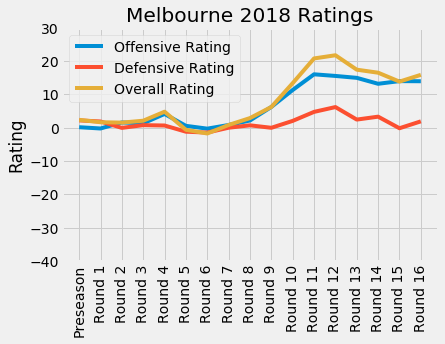 Melbourne 2018 Ratings
Offensive Rating
Defensive Rating
Overall Rating
Rating
30
20
10
0
−10
−20
−30
−40
Preseason
Round 1
Round 2
Round 3
Round 4
Round 5
Round 6
Round 7
Round 8
Round 9
Round 10
Round 11
Round 12
Round 13
Round 14
Round 15
Round 16